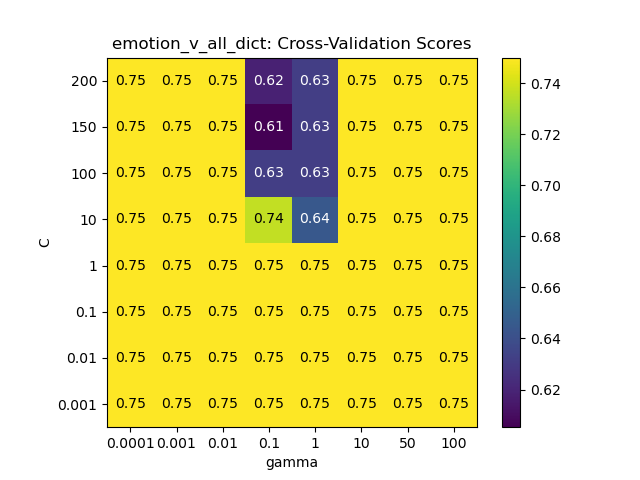 emotion_v_all_dict: Cross-Validation Scores
200 0.75 0.75 0.75 0.62 0.63 0.75 0.75 0.75
150 0.75 0.75 0.75 0.61 0.63 0.75 0.75 0.75
100 0.75 0.75 0.75 0.63 0.63 0.75 0.75 0.75
10 0.75 0.75 0.75 0.74 0.64 0.75 0.75 0.75
1 0.75 0.75 0.75 0.75 0.75 0.75 0.75 0.75
0.1 0.75 0.75 0.75 0.75 0.75 0.75 0.75 0.75
0.01 0.75 0.75 0.75 0.75 0.75 0.75 0.75 0.75
0.001 0.75 0.75 0.75 0.75 0.75 0.75 0.75 0.75
0.0001 0.001 0.01 0.1 1 10 50 100
gamma
C
0.74
0.72
0.70
0.68
0.66
0.64
0.62